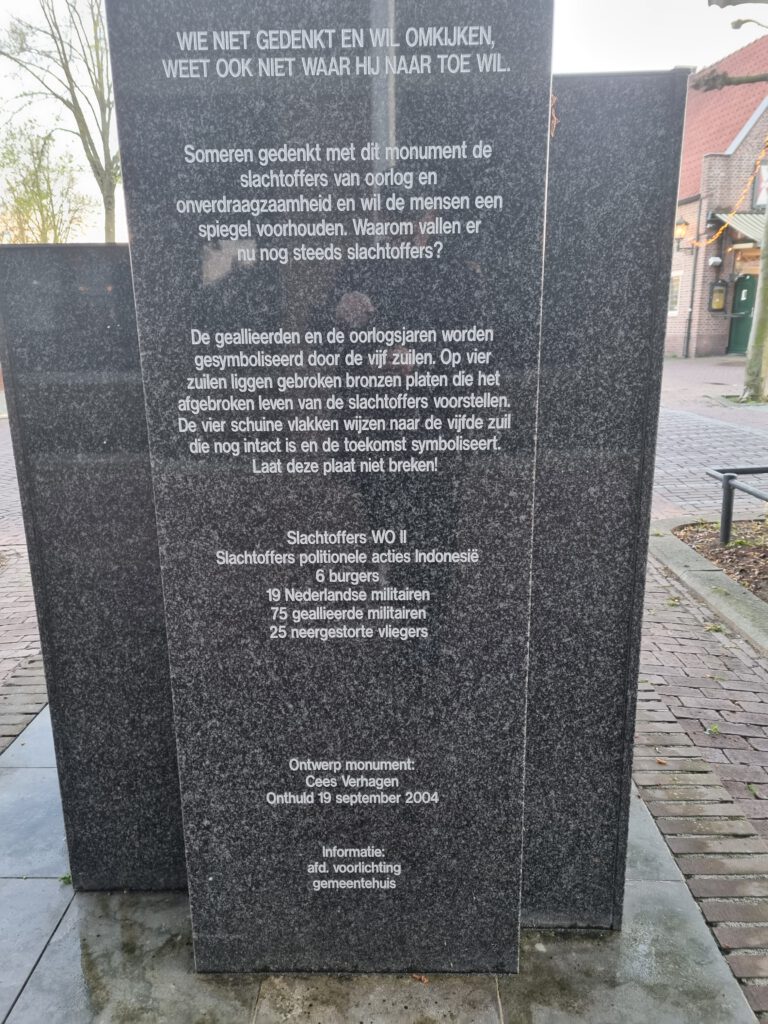 WIE NIET GEDENKT EN WIL OMKIJKEN,
WEET OOK NIET WAAR HIJ NAAR TOE WIL.
Someren gedenkt met dit monument de
slachtoffers van oorlog en
onverdraagzaamheid en wil de mensen een
spiegel voorhouden. Waarom vallen er
nu nog steeds slachtoffers?
De geallieerden en de oorlogsjaren worden
gesymboliseerd door de vijf zuilen. Op vier
zuilen liggen gebroken bronzen platen die het
afgebroken leven van de slachtoffers voorstellen.
De vier schuine vlakken wijzen naar de vijfde zuil
die nog intact is en de toekomst symboliseert.
Laat deze plaat niet breken!
Slachtoffers WO II
Slachtoffers politionele acties Indonesië
6 burgers
19 Nederlandse militairen
75 geallieerde militairen
25 neergestorte vliegers
Ontwerp monument:
Cees Verhagen
Onthuld 19 september 2004
Informatie:
afd. voorlichting
gemeentehuis